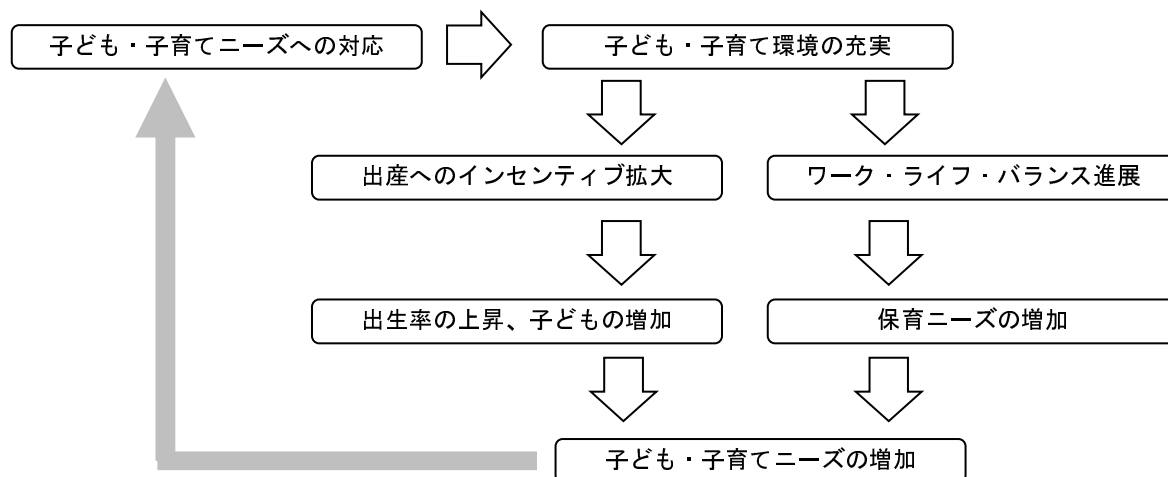 子ども・子育てニーズへの対応
子ども・子育て環境の充実
出産へのインセンティブ拡大
ワーク・ライフ・バランス進展
出生率の上昇、子どもの増加
保育ニーズの増加
子ども・子育てニーズの増加